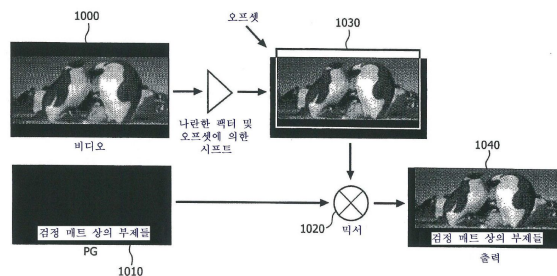 오프셋
1000
1030
비디오
나란한 팩터 및
오프셋에 의한
시프트
1040
검정 매트 상의 부제들
PG
1010
1020
믹서
검정 매트 상의 부제들
출력